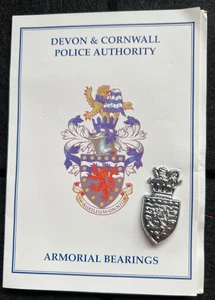 DEVON & CORNWALL
POLICE AUTHORITY
ARMORIAL BEARINGS